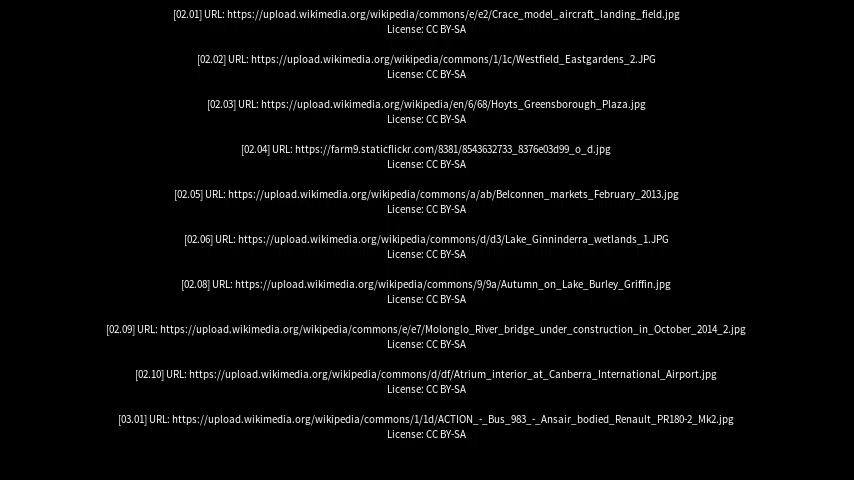 [02.01] URL: https://upload.wikimedia.org/wikipedia/commons/e/e2/Crace_model_aircraft_landing_field.jpg
License: CC BY-SA
[02.02] URL: https://upload.wikimedia.org/wikipedia/commons/1/1c/Westfield_Eastgardens_2.JPG
License: CC BY-SA
[02.03] URL: https://upload.wikimedia.org/wikipedia/en/6/68/Hoyts_Greensborough_Plaza.jpg
License: CC BY-SA
[02.04] URL: https://farm9.staticflickr.com/8381/8543632733_8376e03d99_o_d.jpg
License: CC BY-SA
[02.05] URL: https://upload.wikimedia.org/wikipedia/commons/a/ab/Belconnen_markets_February_2013.jpg
License: CC BY-SA
[02.06] URL: https://upload.wikimedia.org/wikipedia/commons/d/d3/Lake_Ginninderra_wetlands_1.JPG
License: CC BY-SA
[02.08] URL: https://upload.wikimedia.org/wikipedia/commons/9/9a/Autumn_on_Lake_Burley_Griffin.jpg
License: CC BY-SA
[02.09] URL: https://upload.wikimedia.org/wikipedia/commons/e/e7/Molonglo_River_bridge_under_construction_in_October_2014_2.jpg
License: CC BY-SA
[02.10] URL: https://upload.wikimedia.org/wikipedia/commons/d/df/Atrium_interior_at_Canberra_International_Airport.jpg
License: CC BY-SA
[03.01] URL: https://upload.wikimedia.org/wikipedia/commons/1/1d/ACTION_-_Bus_983_-_Ansair_bodied_Renault_PR180-2_Mk2.jpg
License: CC BY-SA